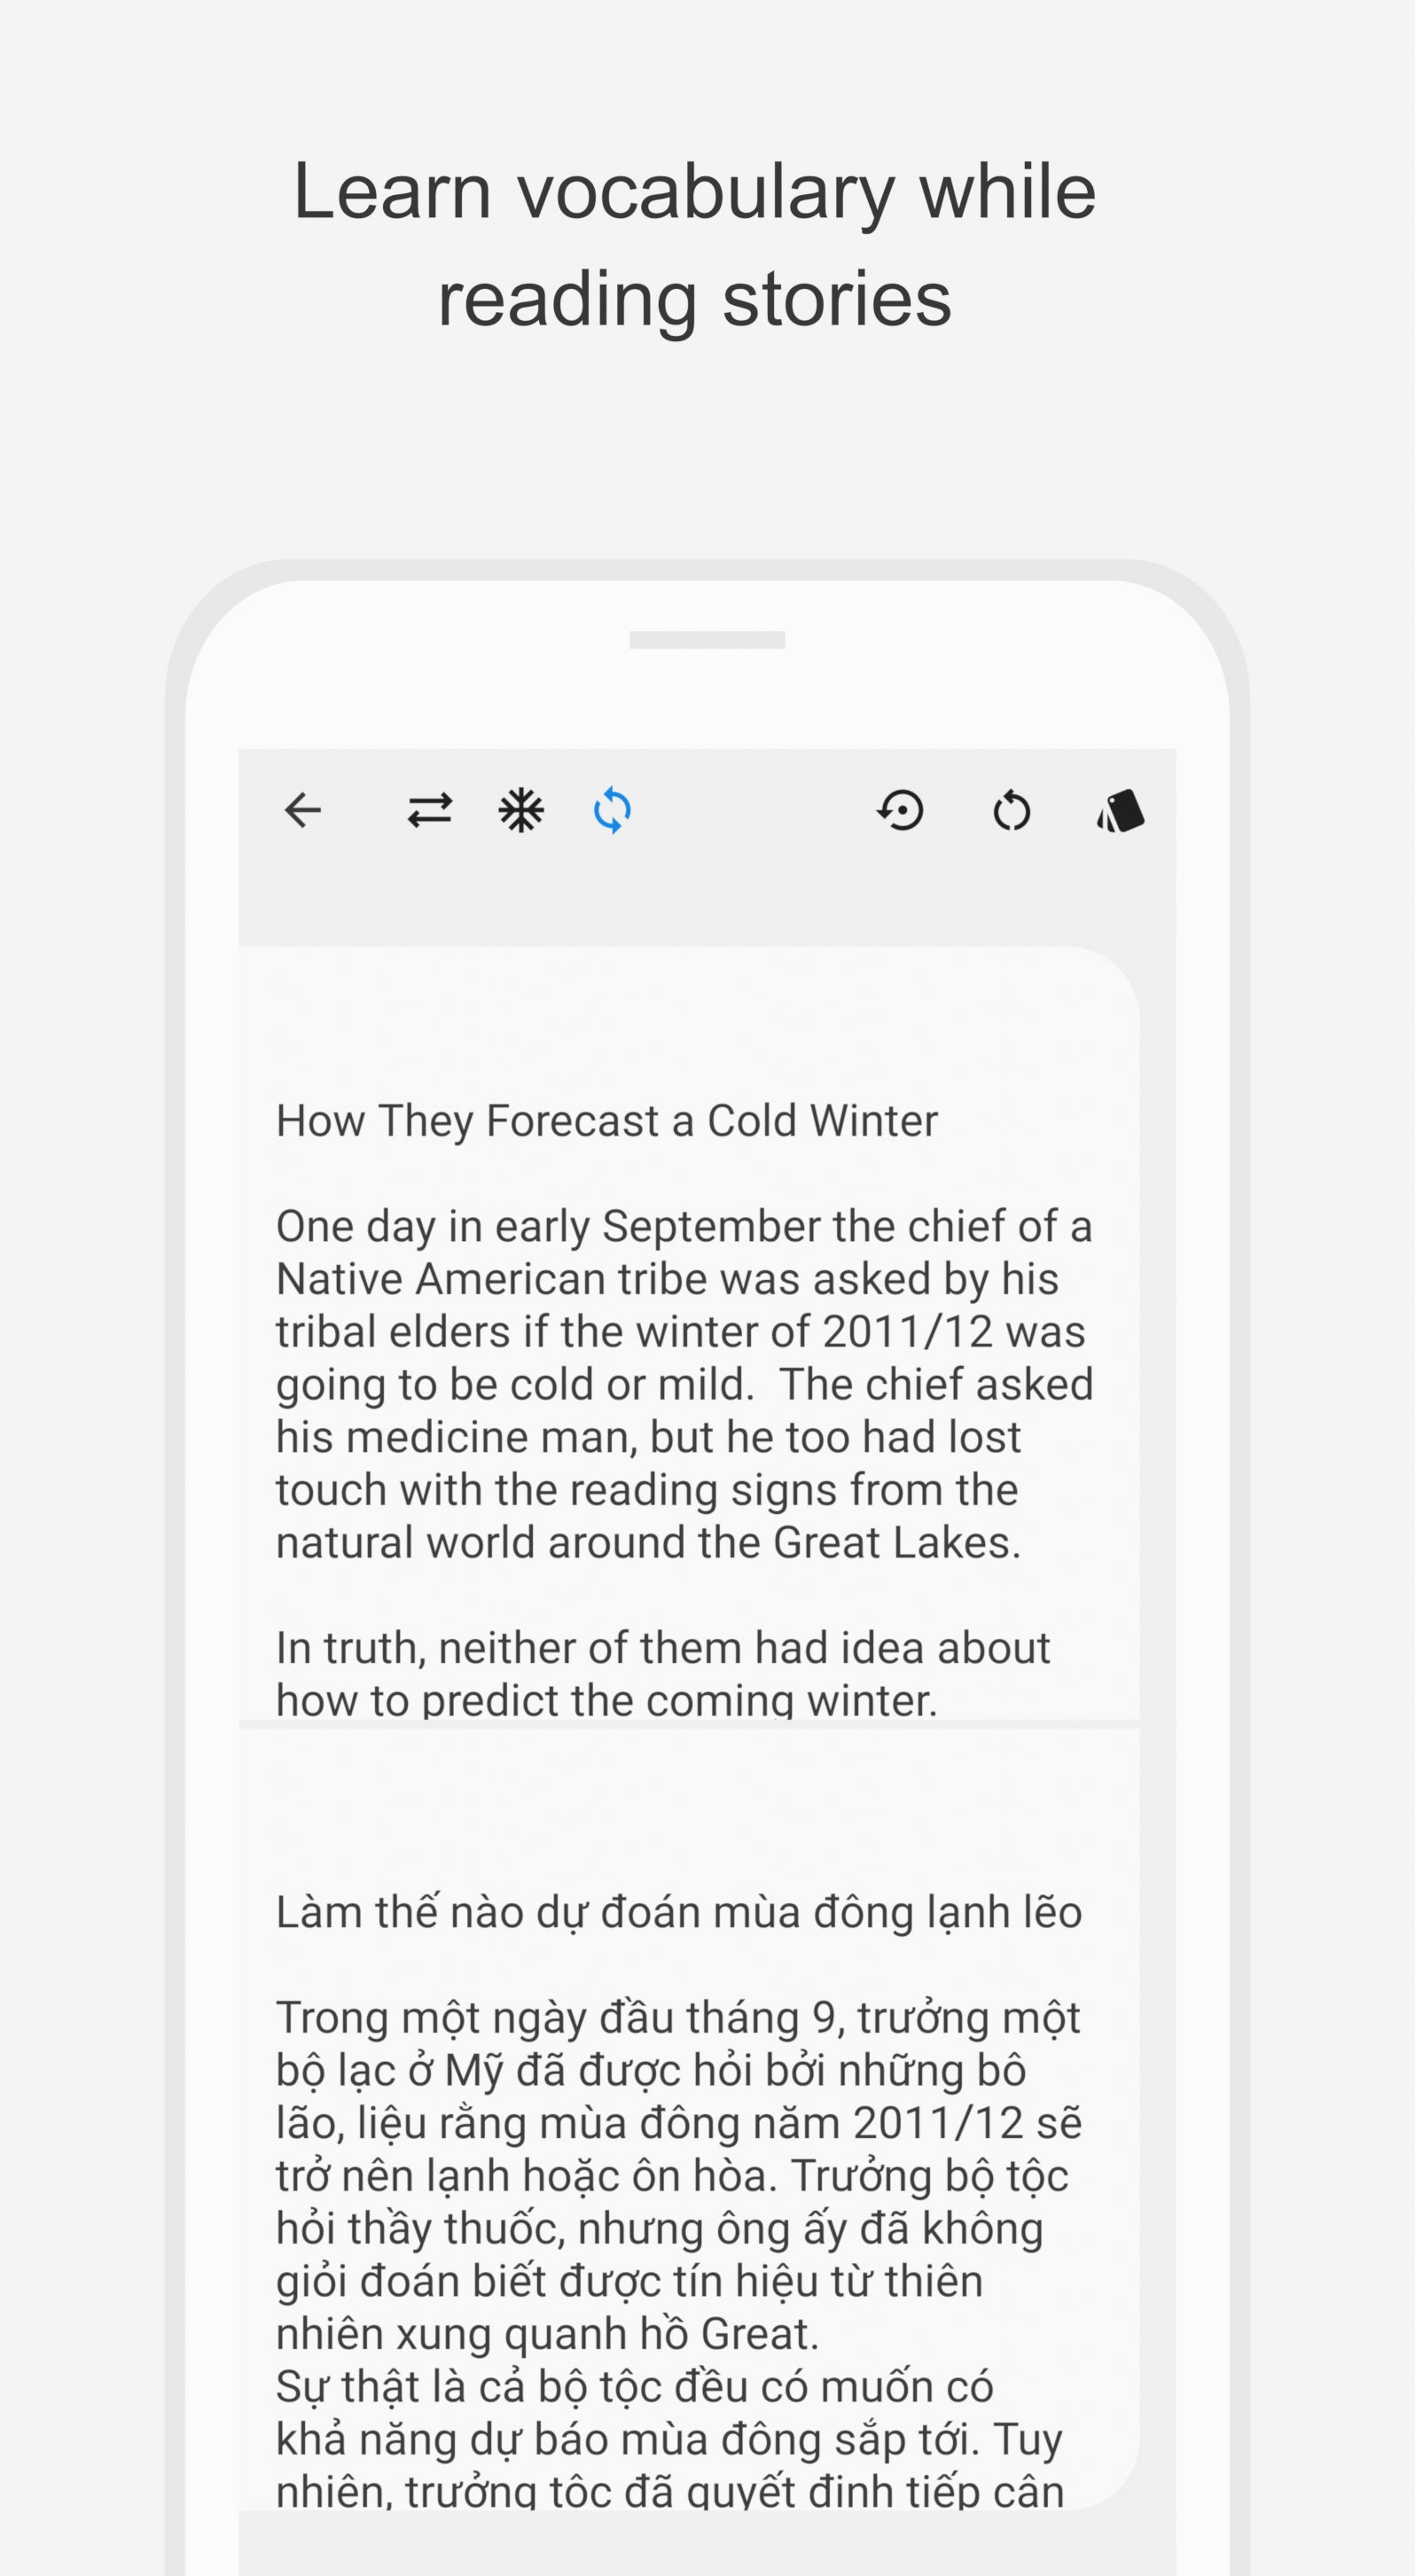 Learn vocabulary while
reading stories
How They Forecast a Cold Winter
One day in early September the chief of a
Native American tribe was asked by his
tribal elders if the winter of 2011/12 was
going to be cold or mild.  The chief asked
his medicine man, but he too had lost
touch with the reading signs from the
natural world around the Great Lakes.
In truth, neither of them had idea about
how to predict the coming winter.
Làm thế nào dự đoán mùa đông lạnh lẽo
Trong một ngày đầu tháng 9, trưởng một
bộ lạc ở Mỹ đã được hỏi bởi những bô
lão, liệu rằng mùa đông năm 2011/12 sẽ
trở nên lạnh hoặc ôn hòa. Trưởng bộ tộc
hỏi thầy thuốc, nhưng ông ấy đã không
giỏi đoán biết được tín hiệu từ thiên
nhiên xung quanh hồ Great.
Sự thật là cả bộ tộc đều có muốn có
khả năng dự báo mùa đông sắp tới. Tuy
nhiên, trưởng tộc đã quyết định tiếp cận